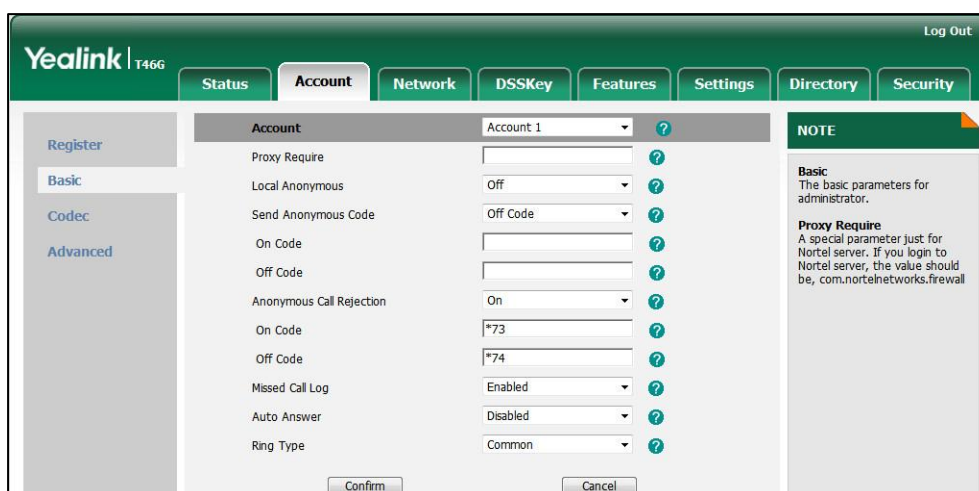 Log Out
Yealink | T46G
Status Account Network DSSKey Features Settings Directory Security
Register
Basic
Codec
Advanced
Account Account 1 ?
Proxy Require ?
Local Anonymous Off ?
Send Anonymous Code Off Code ?
On Code ?
Off Code ?
Anonymous Call Rejection On ?
On Code *73 ?
Off Code *74 ?
Missed Call Log Enabled ?
Auto Answer Disabled ?
Ring Type Common ?
Confirm Cancel
NOTE
Basic
The basic parameters for
administrator.
Proxy Require
A special parameter just for
Nortel server. If you login to
Nortel server, the value should
be, com.nortelnetworks.firewall